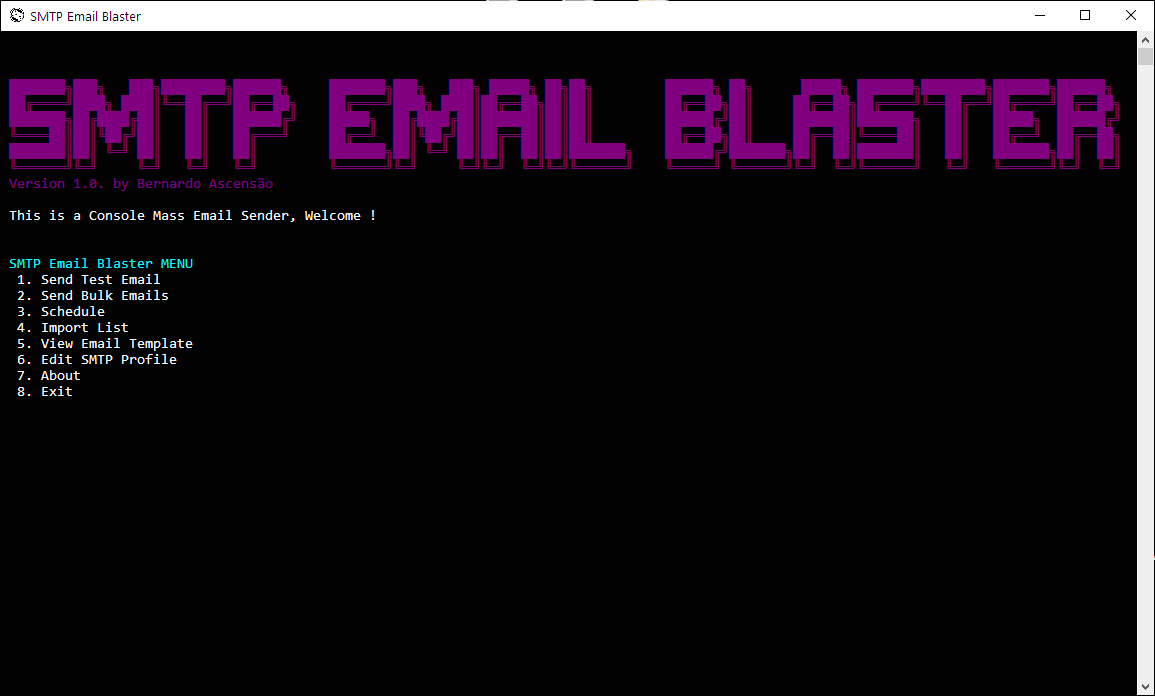 SMTP Email Blaster
SMTP EMAIL BLASTER
Version 1.0. by Bernardo Ascensão
This is a Console Mass Email Sender, Welcome !
SMTP Email Blaster MENU
1. Send Test Email
2. Send Bulk Emails
3. Schedule
4. Import List
5. View Email Template
6. Edit SMTP Profile
7. About
8. Exit